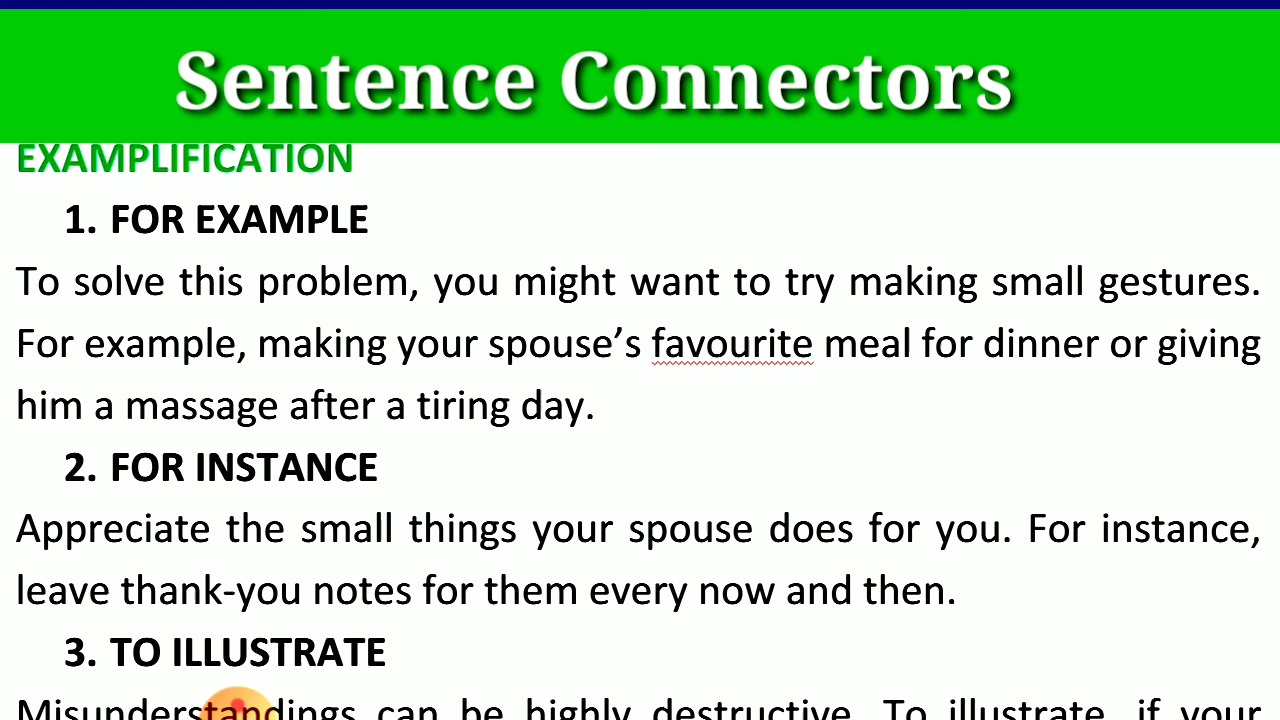 Sentence Connectors
EXAMPLIFICATION
1. FOR EXAMPLE
To solve this problem, you might want to try making small gestures.
For example, making your spouse’s favourite meal for dinner or giving
him a massage after a tiring day.
2. FOR INSTANCE
Appreciate the small things your spouse does for you. For instance,
leave thank-you notes for them every now and then.
3. TO ILLUSTRATE
Misunderstandings can be highly destructive. To illustrate, if your